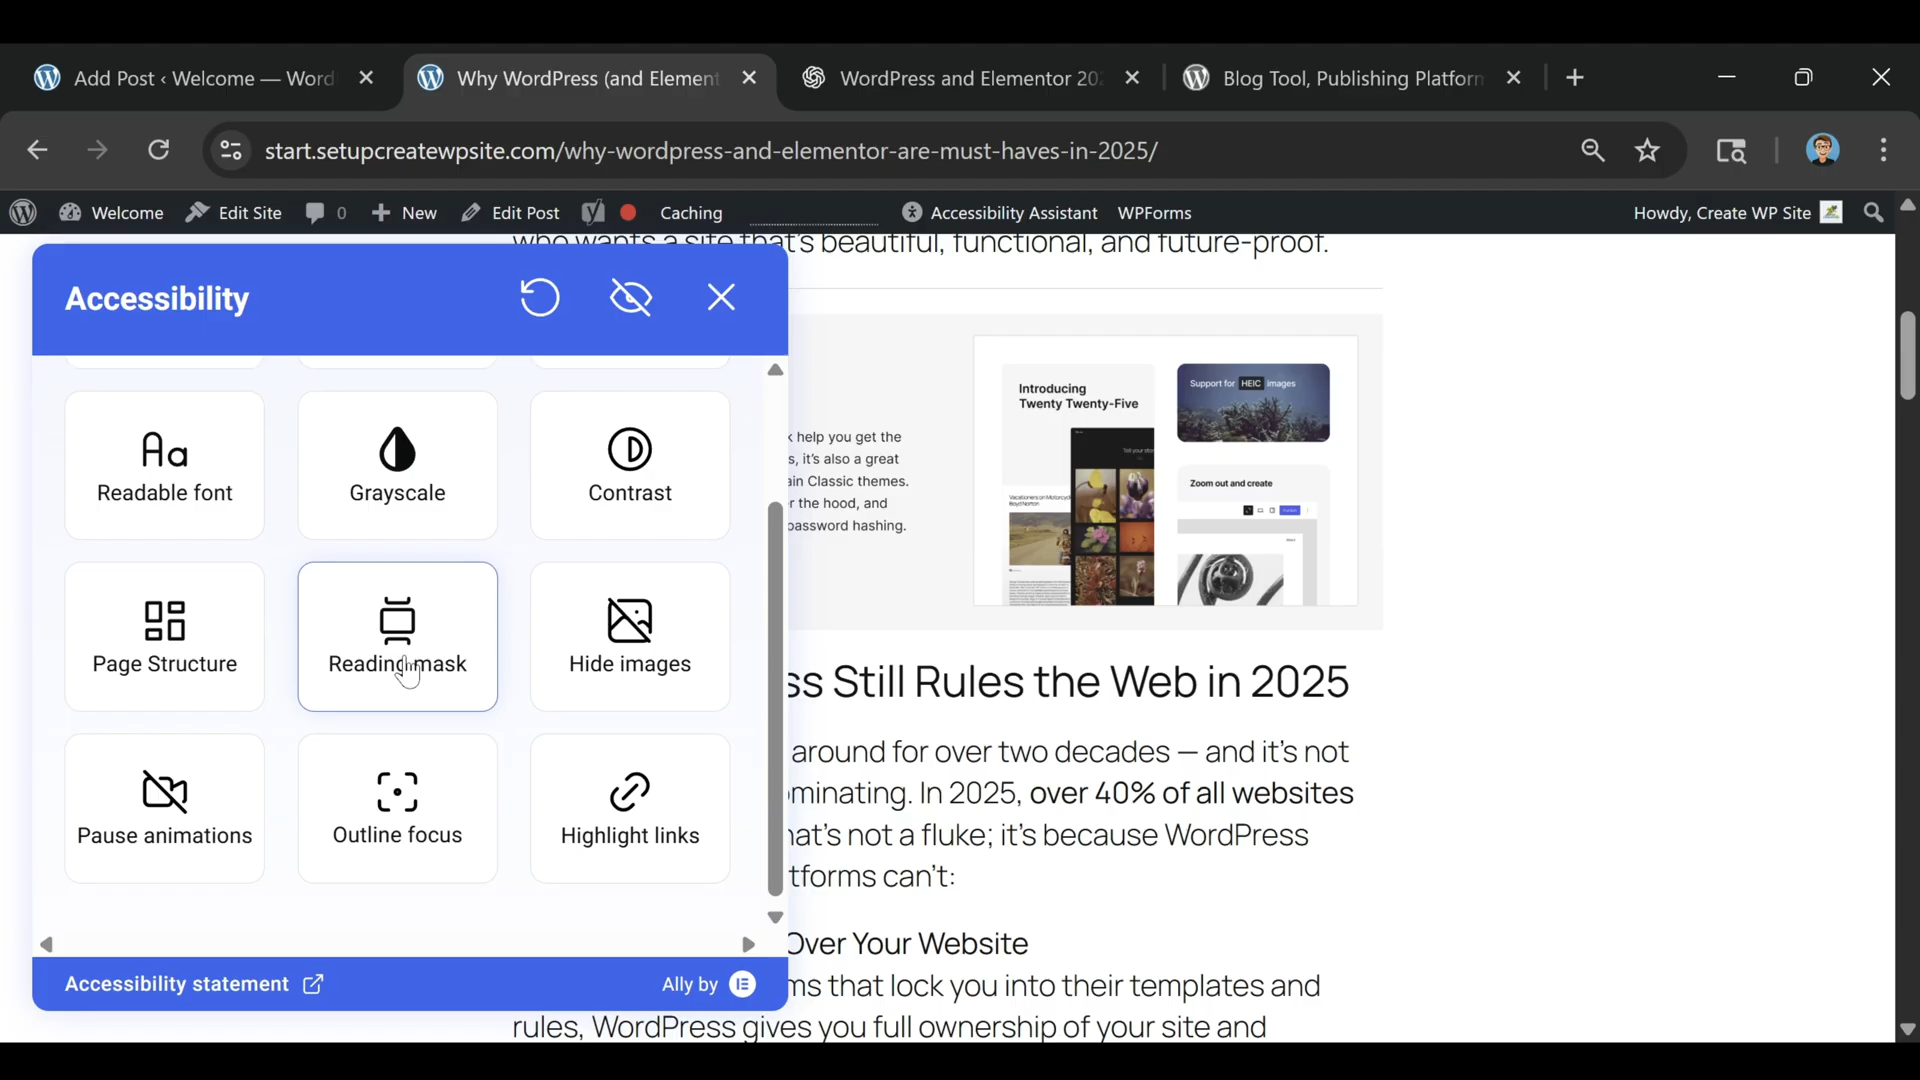 Add Post ‹ Welcome — Word
Why WordPress (and Element
WordPress and Elementor 202
Blog Tool, Publishing Platform
start.setupcreatewpsite.com/why-wordpress-and-elementor-are-must-haves-in-2025/
Welcome
Edit Site
0
New
Edit Post
Caching
Accessibility Assistant
WPForms
Howdy, Create WP Site
who wants a site that's beautiful, functional, and future-proof.
Accessibility
Readable font
Grayscale
Contrast
Page Structure
Reading mask
Hide images
Pause animations
Outline focus
Highlight links
Accessibility statement
Ally by
k help you get the
s, it's also a great
ain Classic themes.
r the hood, and
password hashing.
Introducing
Twenty Twenty-Five
Support for HEIC images
Zoom out and create
ss Still Rules the Web in 2025
around for over two decades — and it's not
minating. In 2025, over 40% of all websites
hat's not a fluke; it's because WordPress
tforms can't:
Over Your Website
ms that lock you into their templates and
rules, WordPress gives you full ownership of your site and